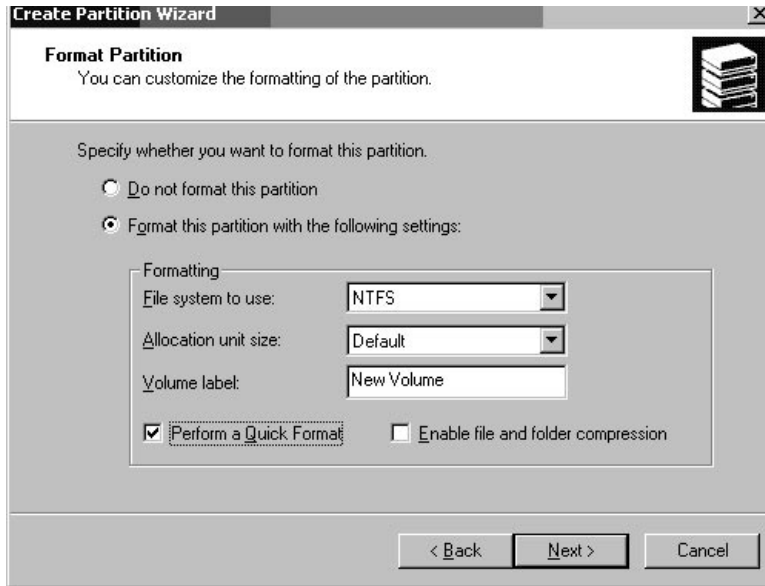 Create Partition Wizard
Format Partition
You can customize the formatting of the partition.
Specify whether you want to format this partition.
Do not format this partition
Format this partition with the following settings:
Formatting
File system to use: NTFS
Allocation unit size: Default
Volume label: New Volume
Perform a Quick Format Enable file and folder compression
< Back Next > Cancel